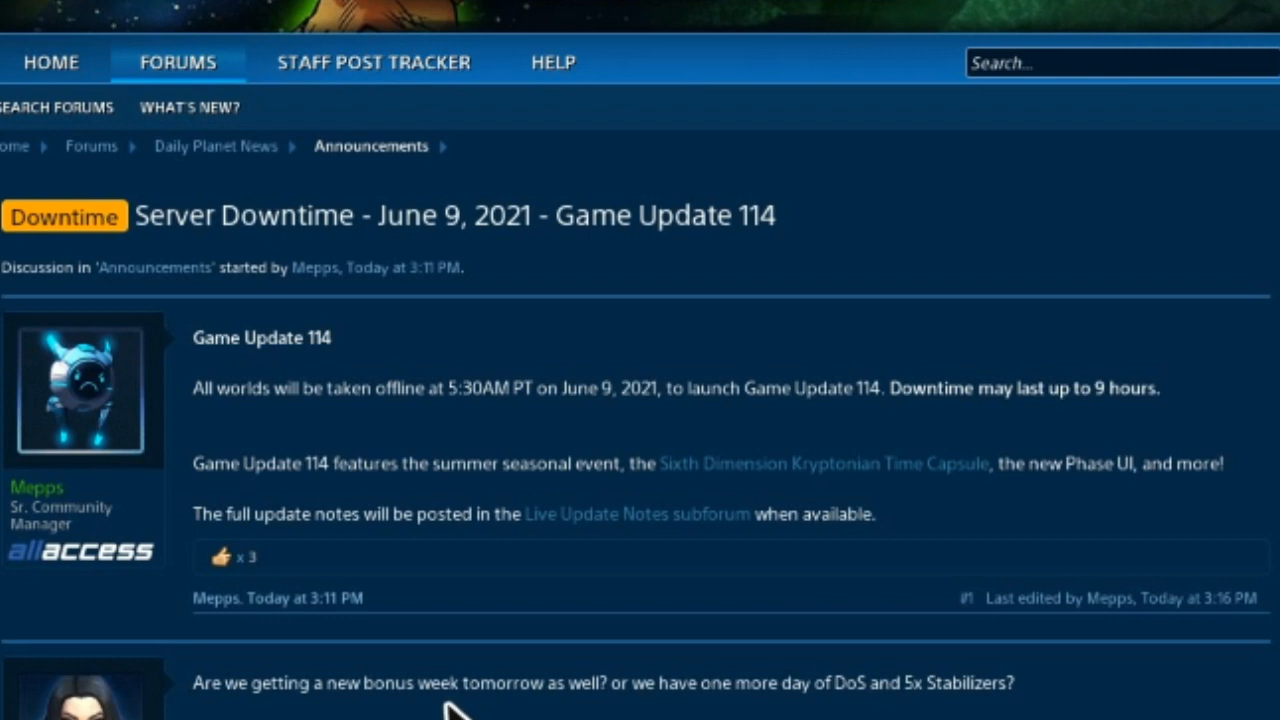 HOME FORUMS STAFF POST TRACKER HELP Search...
SEARCH FORUMS WHAT'S NEW?
ome Forums Daily Planet News Announcements
Downtime Server Downtime - June 9, 2021 - Game Update 114
Discussion in 'Announcements' started by Mepps, Today at 3:11 PM.
Game Update 114
All worlds will be taken offline at 5:30AM PT on June 9, 2021, to launch Game Update 114. Downtime may last up to 9 hours.
Game Update 114 features the summer seasonal event, the Sixth Dimension Kryptonian Time Capsule, the new Phase UI, and more!
Mepps
Sr. Community
Manager
allaccess
The full update notes will be posted in the Live Update Notes subforum when available.
x 3
Mepps, Today at 3:11 PM #1 Last edited by Mepps, Today at 3:16 PM
Are we getting a new bonus week tomorrow as well? or we have one more day of DoS and 5x Stabilizers?